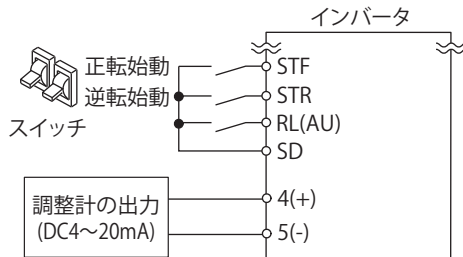 インバータ
正転始動
STF
逆転始動
STR
スイッチ
RL(AU)
SD
調整計の出力
(DC4～20mA)
4(+)
5(-)